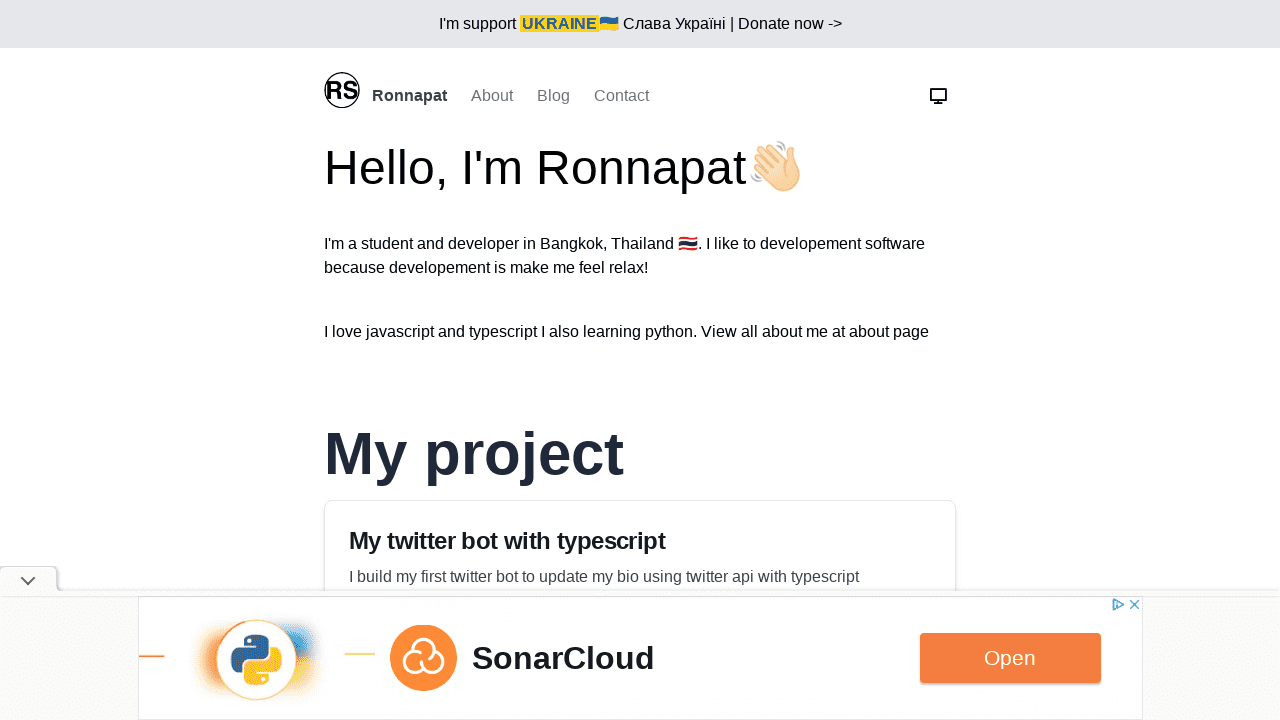 I'm support UKRAINE🇺🇦 Слава Україні | Donate now ->
RS
Ronnapat About Blog Contact
Hello, I'm Ronnapat👋🏻
I'm a student and developer in Bangkok, Thailand 🇹🇭. I like to developement software
because developement is make me feel relax!
I love javascript and typescript I also learning python. View all about me at about page
My project
My twitter bot with typescript
I build my first twitter bot to update my bio using twitter api with typescript
SonarCloud
Open